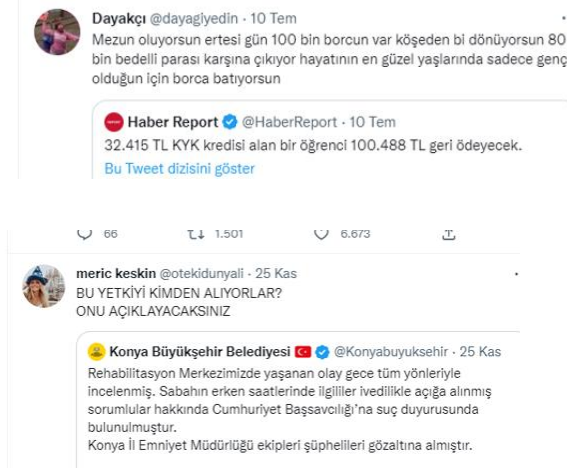 Dayakçı @dayagiyedin · 10 Tem
Mezun oluyorsun ertesi gün 100 bin borcun var köşeden bi dönüyorsun 80
bin bedelli parası karşına çıkıyor hayatının en güzel yaşlarında sadece genç
olduğun için borca batıyorsun
Haber Report @HaberReport · 10 Tem
32.415 TL KYK kredisi alan bir öğrenci 100.488 TL geri ödeyecek.
Bu Tweet dizisini göster
66 1.501 6.673
meric keskin @otekidunyali · 25 Kas
BU YETKİYİ KİMDEN ALIYORLAR?
ONU AÇIKLAYACAKSINIZ
Konya Büyükşehir Belediyesi @Konyabuyuksehir · 25 Kas
Rehabilitasyon Merkezimizde yaşanan olay gece tüm yönleriyle
incelenmiş. Sabahın erken saatlerinde ilgililer ivedilikle açığa alınmış
sorumlular hakkında Cumhuriyet Başsavcılığı'na suç duyurusunda
bulunulmuştur.
Konya İl Emniyet Müdürlüğü ekipleri şüphelileri gözaltına almıştır.